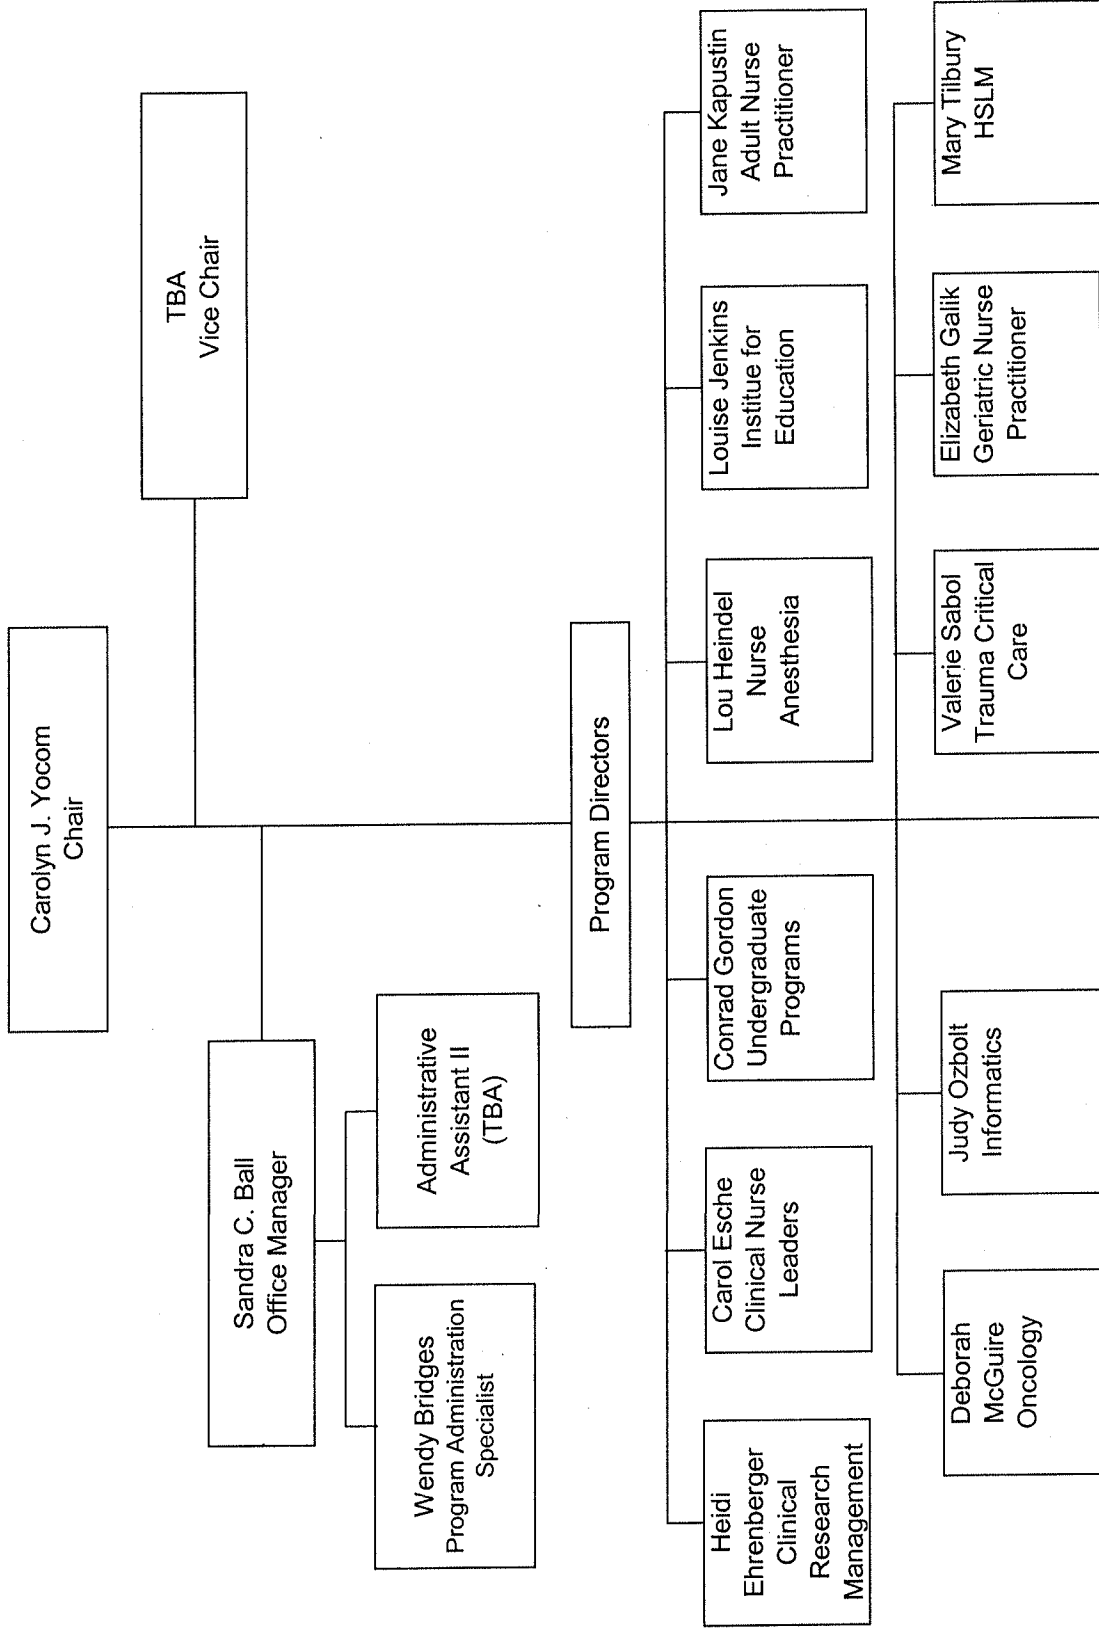 Carolyn J. Yocom
Chair
TBA
Vice Chair
Sandra C. Ball
Office Manager
Wendy Bridges
Program Administration
Specialist
Administrative
Assistant II
(TBA)
Program Directors
Heidi
Ehrenberger
Clinical
Research
Management
Carol Esche
Clinical Nurse
Leaders
Conrad Gordon
Undergraduate
Programs
Lou Heindel
Nurse
Anesthesia
Louise Jenkins
Institue for
Education
Jane Kapustin
Adult Nurse
Practitioner
Deborah
McGuire
Oncology
Judy Ozbolt
Informatics
Valerie Sabol
Trauma Critical
Care
Elizabeth Galik
Geriatric Nurse
Practitioner
Mary Tilbury
HSLM